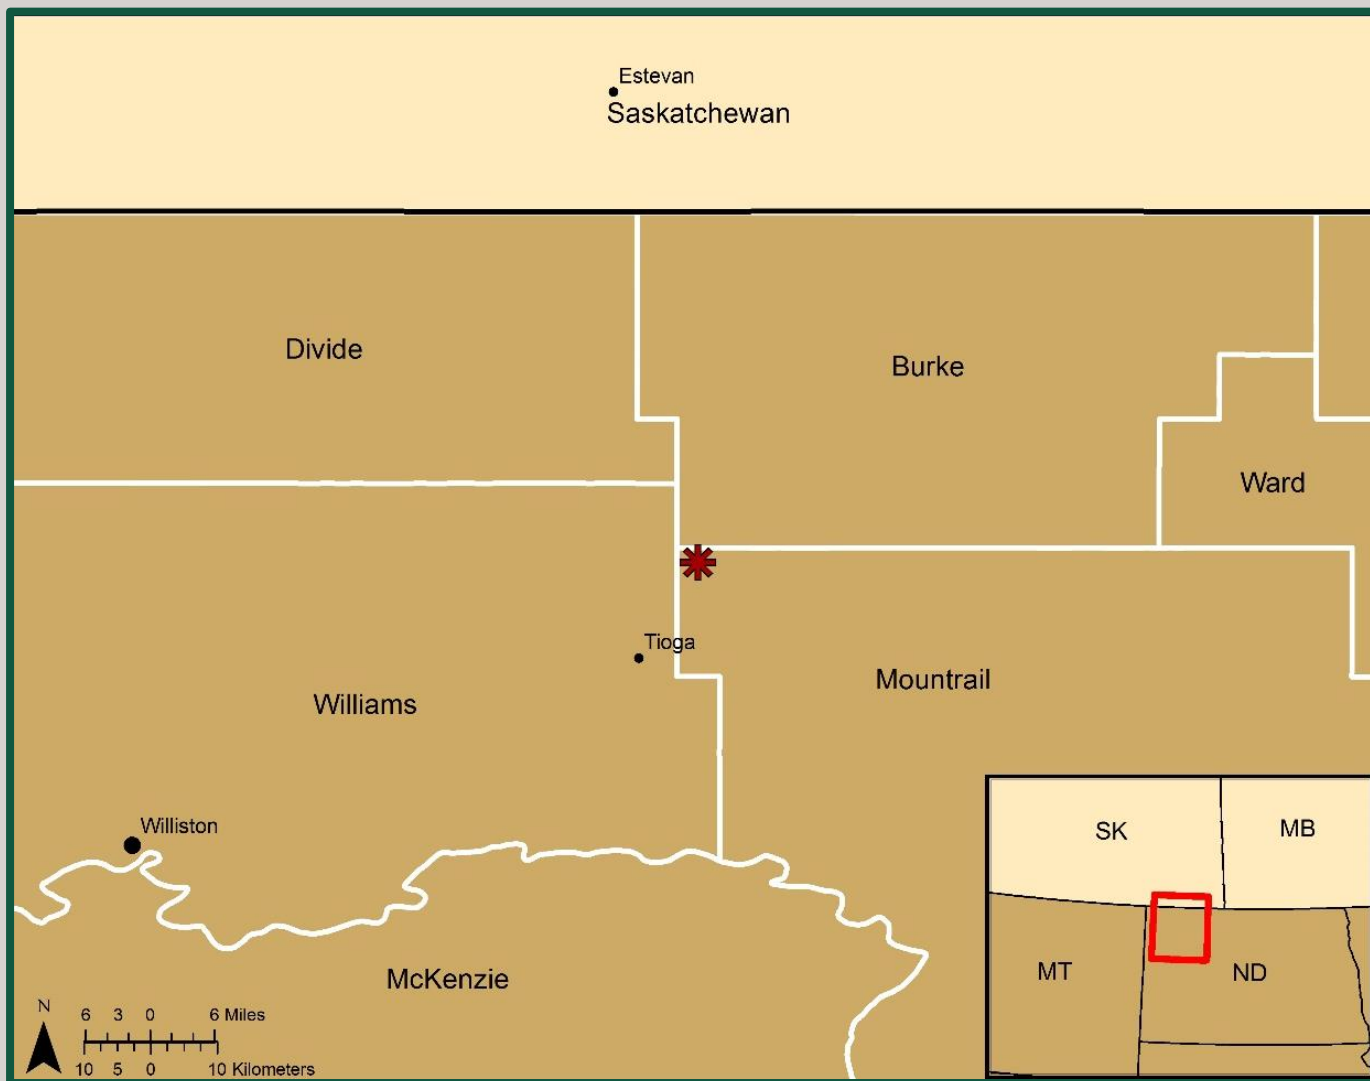 Estevan
Saskatchewan
Divide
Burke
Ward
Tioga
Mountrail
Williams
Williston
SK
MB
McKenzie
MT
ND
N
6 3 0 6 Miles
10 5 0 10 Kilometers